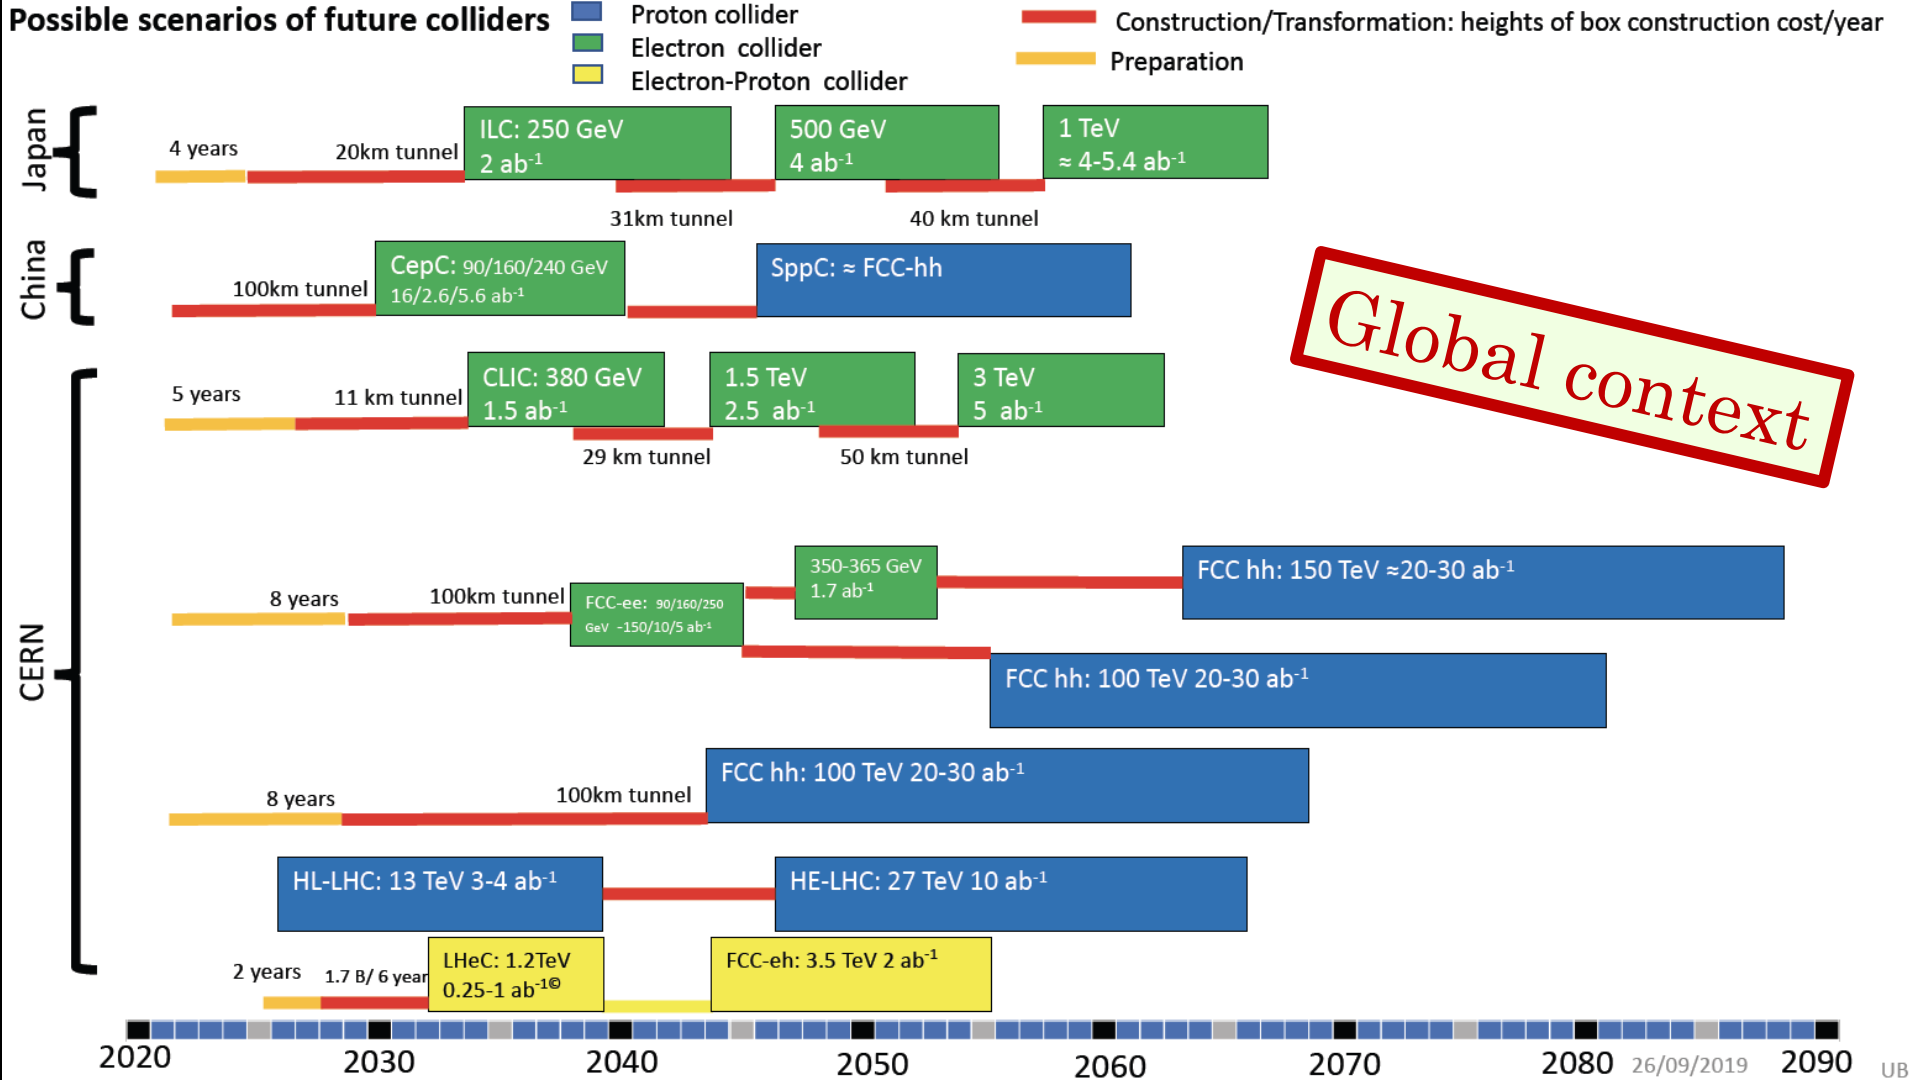 Possible scenarios of future colliders
Proton collider
Electron collider
Electron-Proton collider
Construction/Transformation: heights of box construction cost/year
Preparation
Japan
4 years
20km tunnel
ILC: 250 GeV
2 ab⁻¹
500 GeV
4 ab⁻¹
1 TeV
≈ 4-5.4 ab⁻¹
31km tunnel
40 km tunnel
China
100km tunnel
CepC: 90/160/240 GeV
16/2.6/5.6 ab⁻¹
SppC: ≈ FCC-hh
Global context
CERN
5 years
11 km tunnel
CLIC: 380 GeV
1.5 ab⁻¹
1.5 TeV
2.5 ab⁻¹
3 TeV
5 ab⁻¹
29 km tunnel
50 km tunnel
8 years
100km tunnel
FCC-ee: 90/160/250
GeV -150/10/5 ab⁻¹
350-365 GeV
1.7 ab⁻¹
FCC hh: 150 TeV ≈20-30 ab⁻¹
FCC hh: 100 TeV 20-30 ab⁻¹
8 years
100km tunnel
FCC hh: 100 TeV 20-30 ab⁻¹
HL-LHC: 13 TeV 3-4 ab⁻¹
HE-LHC: 27 TeV 10 ab⁻¹
2 years
1.7 B/ 6 year
LHeC: 1.2TeV
0.25-1 ab⁻¹©
FCC-eh: 3.5 TeV 2 ab⁻¹
2020
2030
2040
2050
2060
2070
2080
26/09/2019
2090
UB